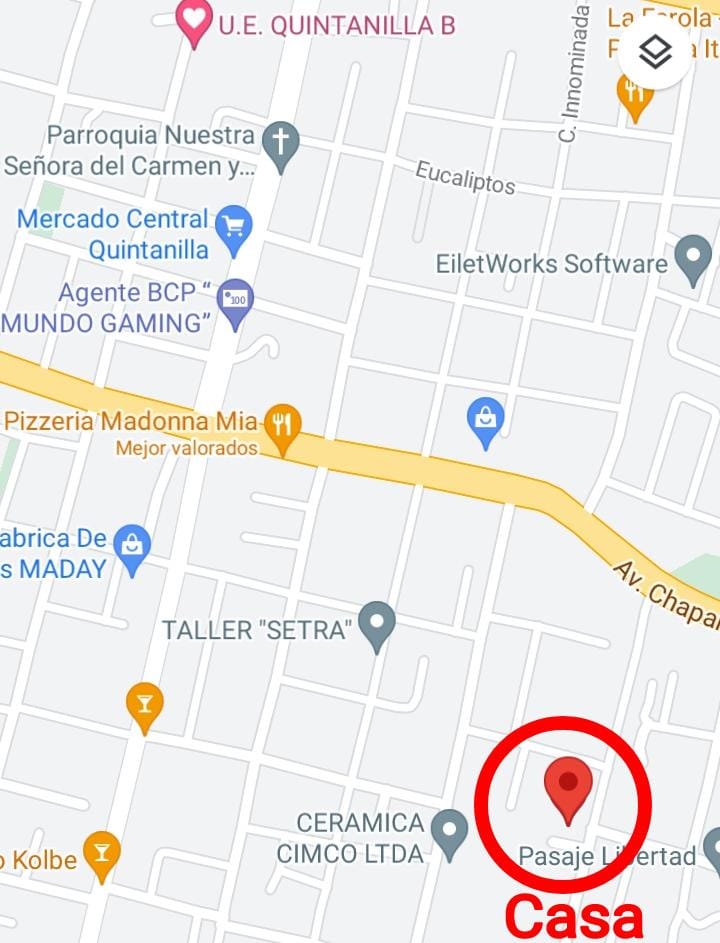 U.E. QUINTANILLA B
La Farola
Parroquia Nuestra
Señora del Carmen y...
C. Innominada
Eucaliptos
Mercado Central
Quintanilla
EiletWorks Software
Agente BCP “
100
MUNDO GAMING”
Pizzeria Madonna Mia
Mejor valorados
abrica De
s MADAY
Av. Chapar
TALLER "SETRA"
CERAMICA
CIMCO LTDA
Pasaje Libertad
o Kolbe
Casa